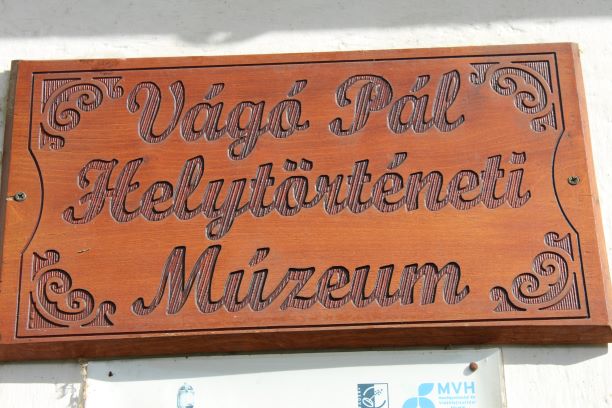 Vágó Pál
Helytörténeti
Múzeum
MVH